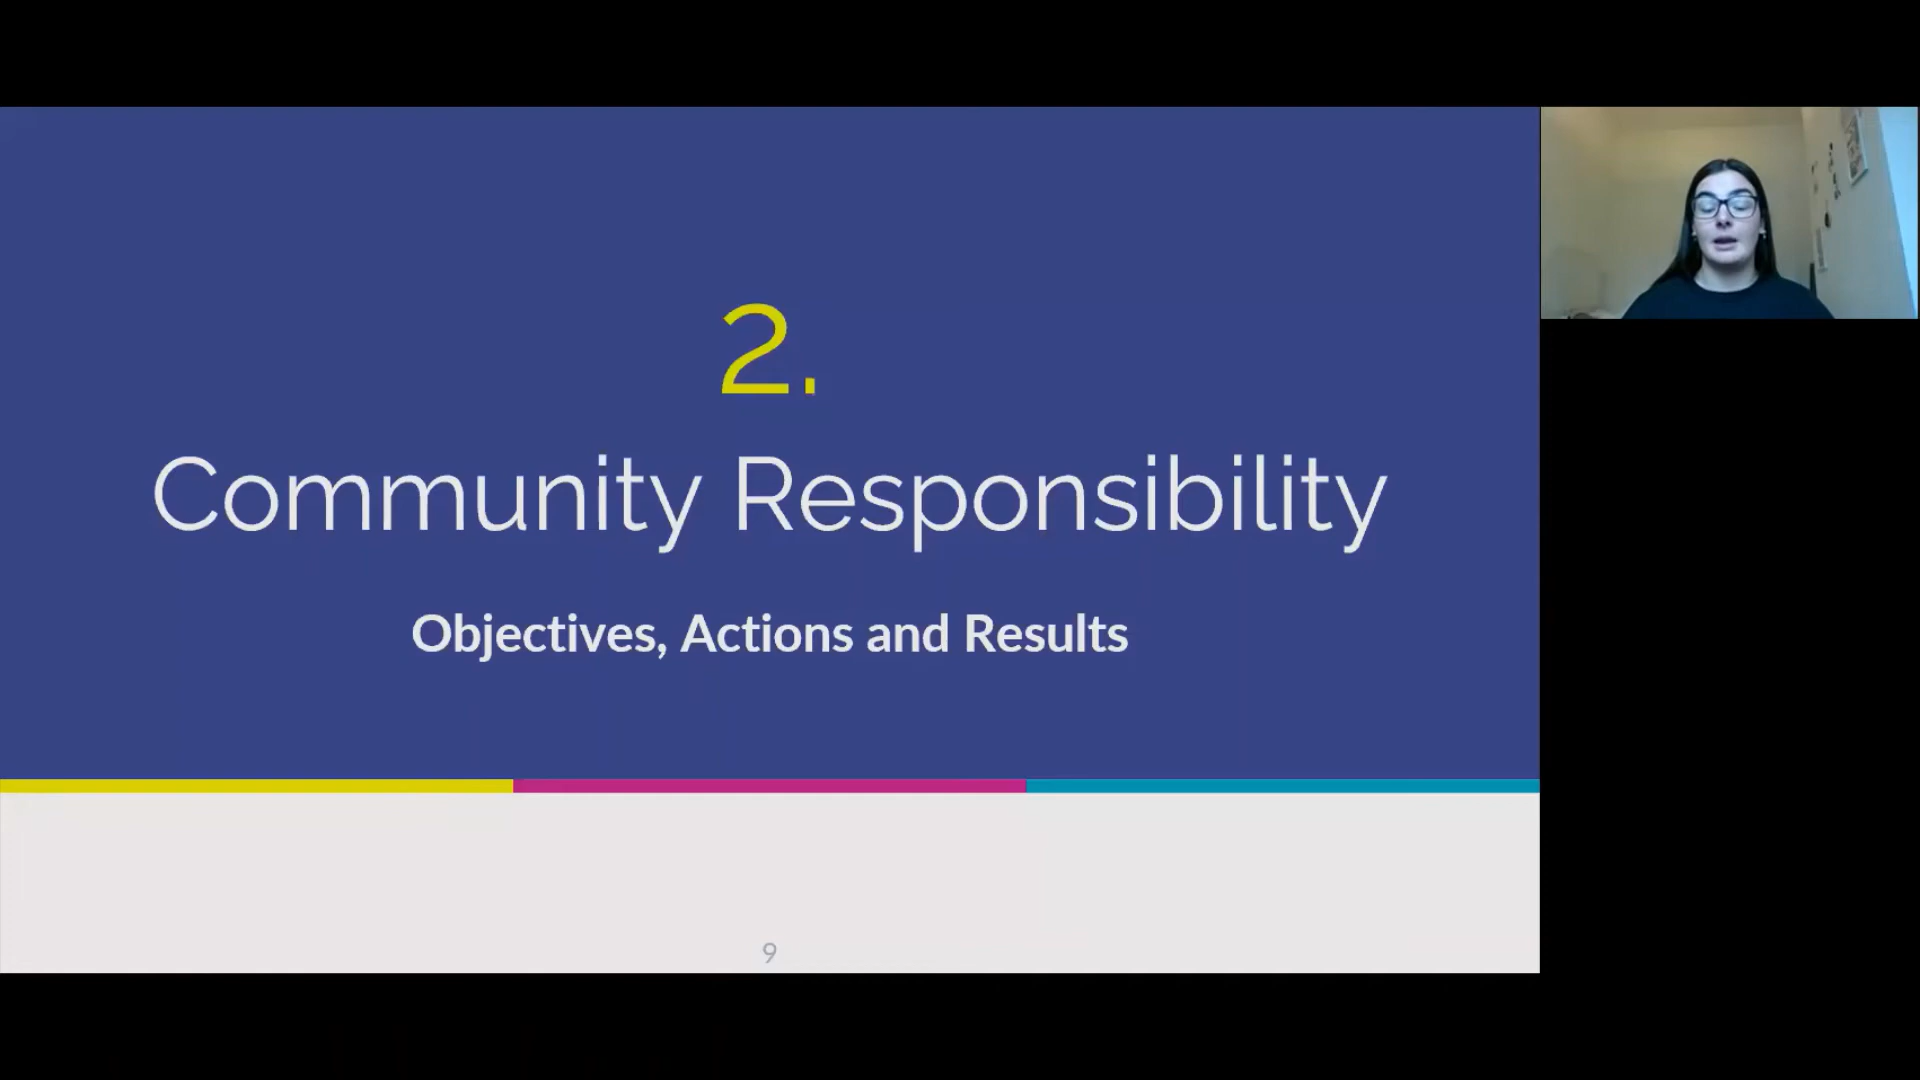 2.
Community Responsibility
Objectives, Actions and Results
9